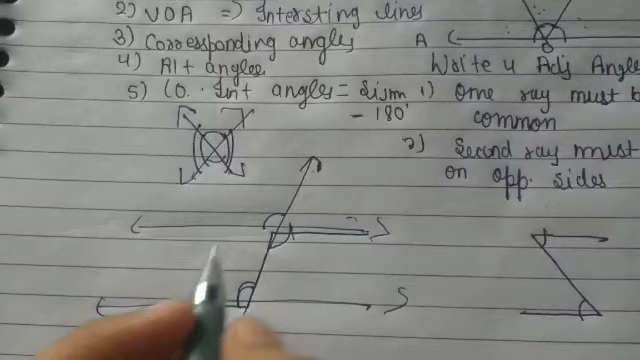 2) VOA => Intersting lines
3) Corressponding angles
4) Alt angles
5) CO. Int angles = Sum
- 180°
A
O
Write 4 Adj Angle
1) One ray must b
common
2) Second ray must
on opp. sides